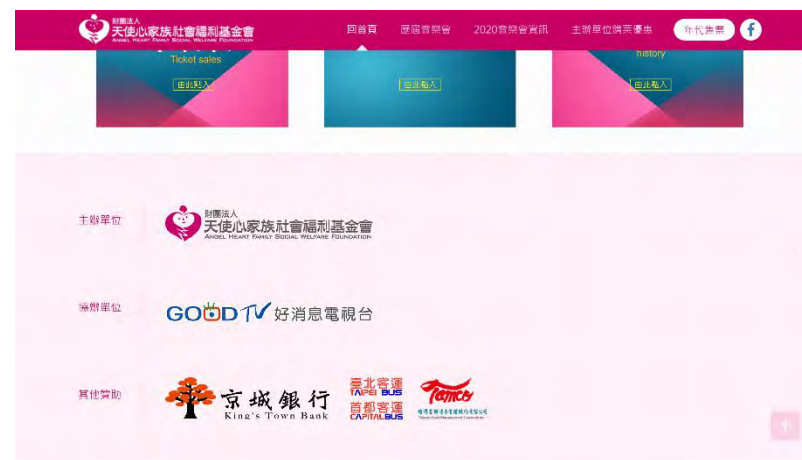 財團法人
天使心家族社會福利基金會
ANGEL HEART FAMILY SOCIAL WELFARE FOUNDATION
回首頁 歷屆音樂會 2020音樂會資訊 主辦單位購票優惠 年代售票 f
Ticket sales
history
由此點入
由此點入
由此點入
主辦單位
財團法人
天使心家族社會福利基金會
ANGEL HEART FAMILY SOCIAL WELFARE FOUNDATION
協辦單位
GOOD TV 好消息電視台
其他贊助
京城銀行
King's Town Bank
臺北客運
TAIPEI BUS
首都客運
CAPITALBUS
Tamco